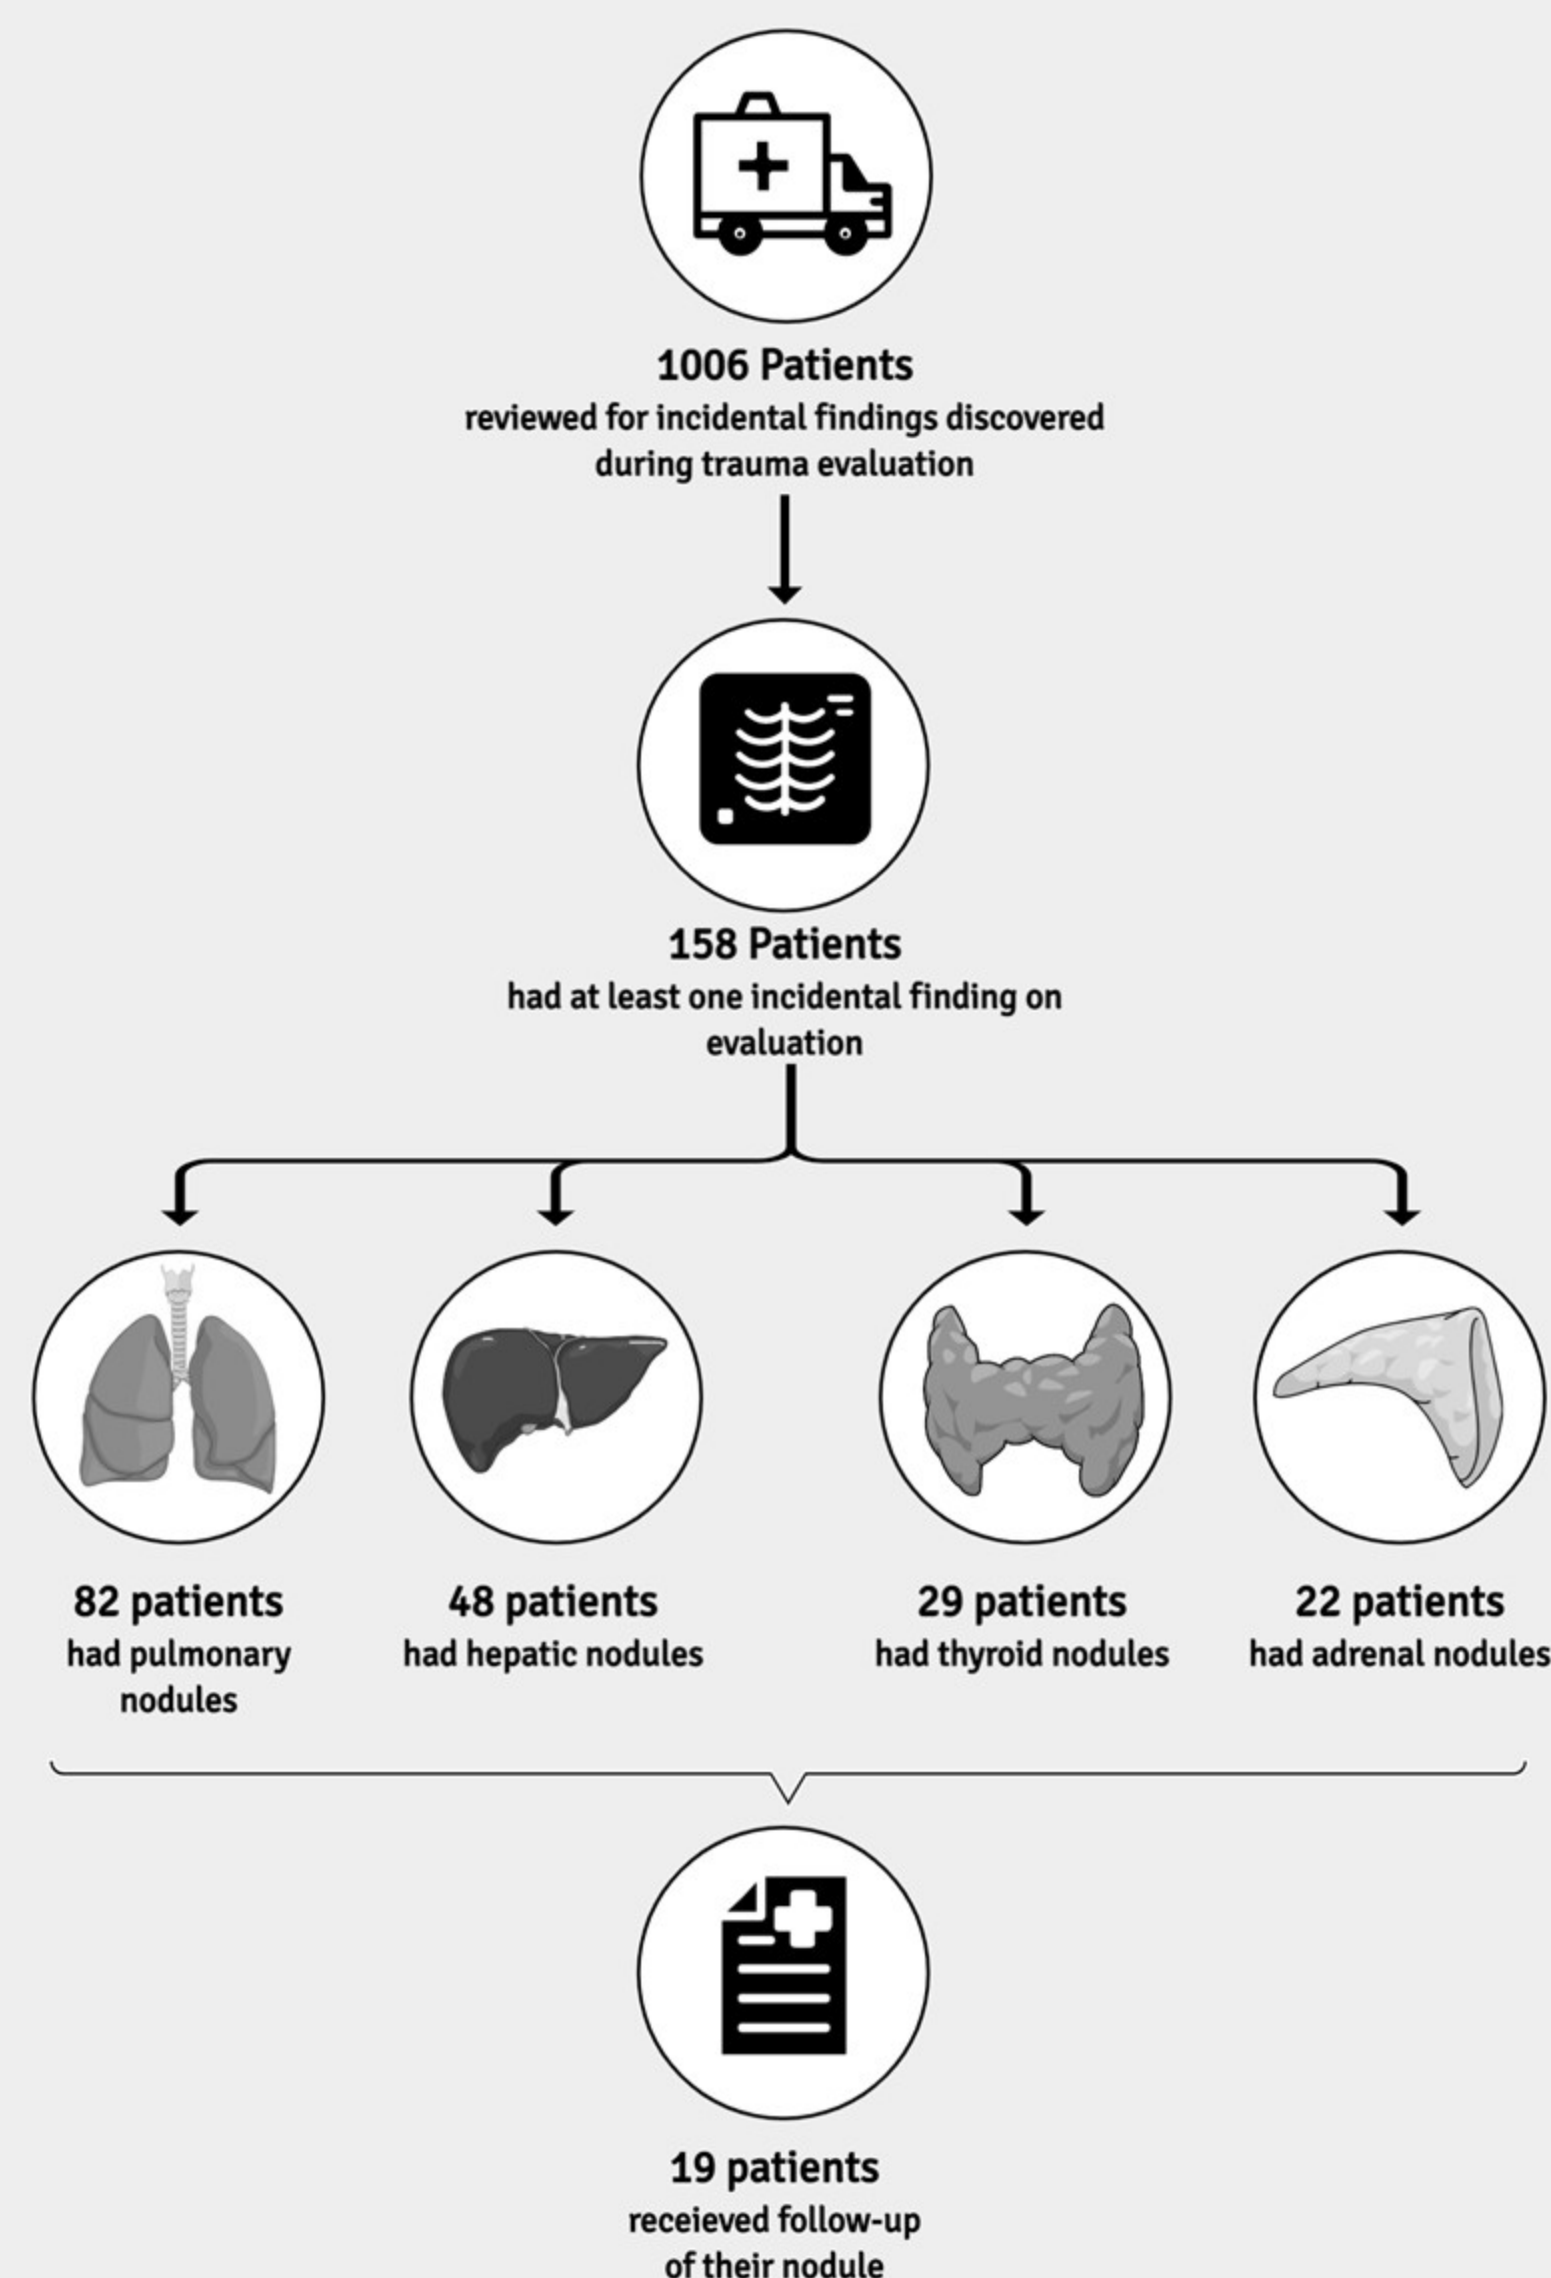 1006 Patients
reviewed for incidental findings discovered
during trauma evaluation
158 Patients
had at least one incidental finding on
evaluation
82 patients
had pulmonary
nodules
48 patients
had hepatic nodules
29 patients
had thyroid nodules
22 patients
had adrenal nodules
19 patients
receieved follow-up
of their nodule